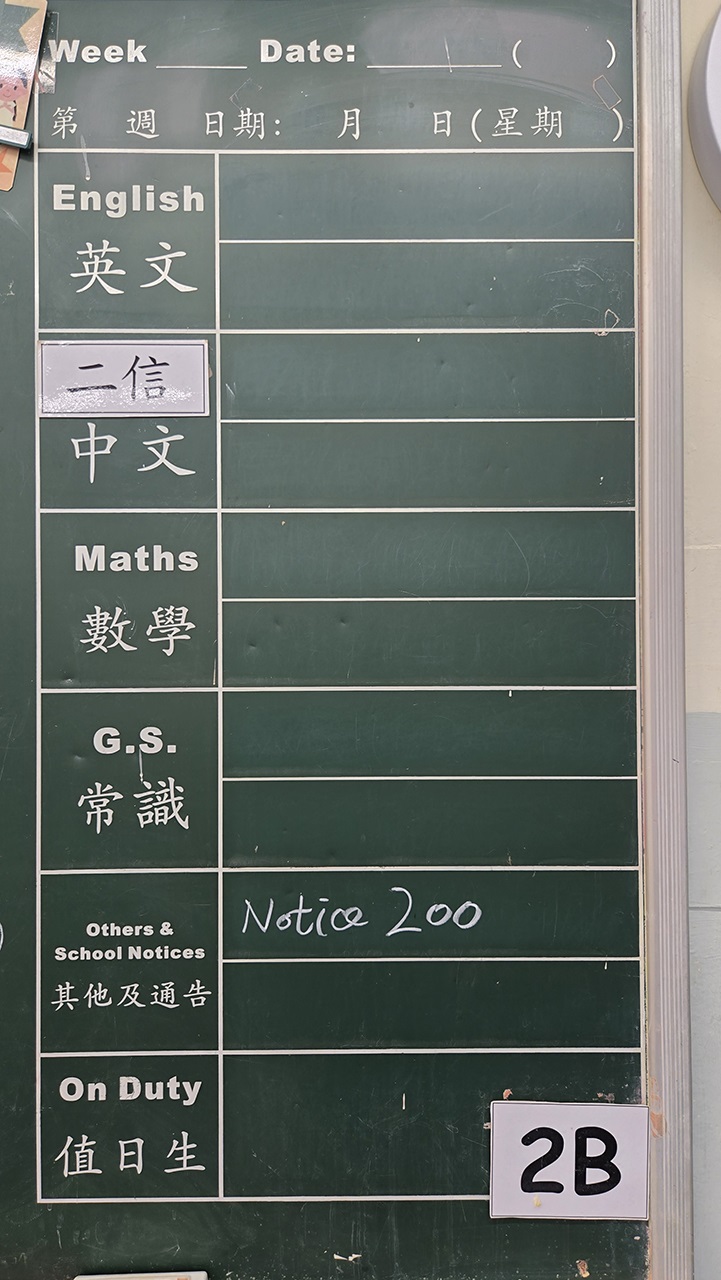 Week ____ Date: ______ ( )
第 週 日期: 月 日(星期 )
English
英文
二信
中文
Maths
數學
G.S.
常識
Others &
School Notices
其他及通告
Notice 200
On Duty
值日生
2B